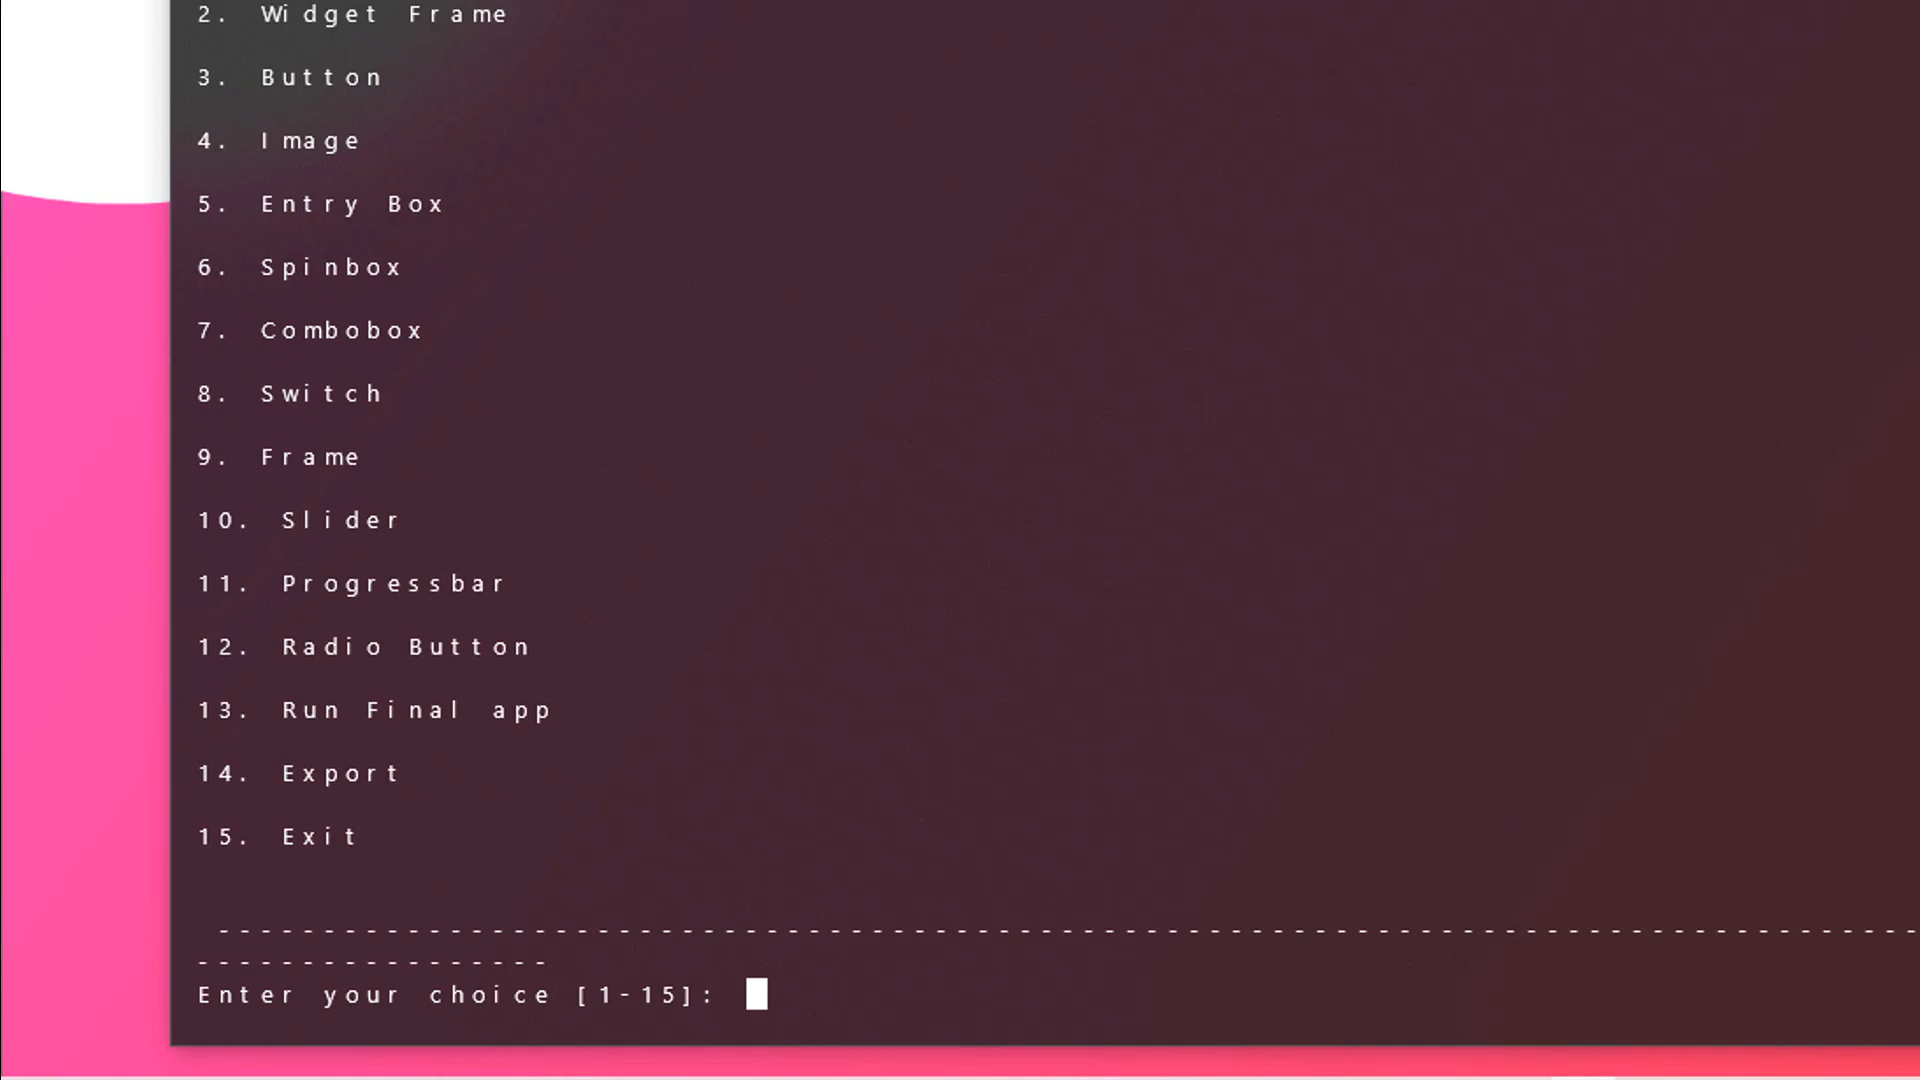 2. Widget Frame
3. Button
4. Image
5. Entry Box
6. Spinbox
7. Combobox
8. Switch
9. Frame
10. Slider
11. Progressbar
12. Radio Button
13. Run Final app
14. Export
15. Exit
---------------------------------------------------------------------------------
-----------------
Enter your choice [1-15]: